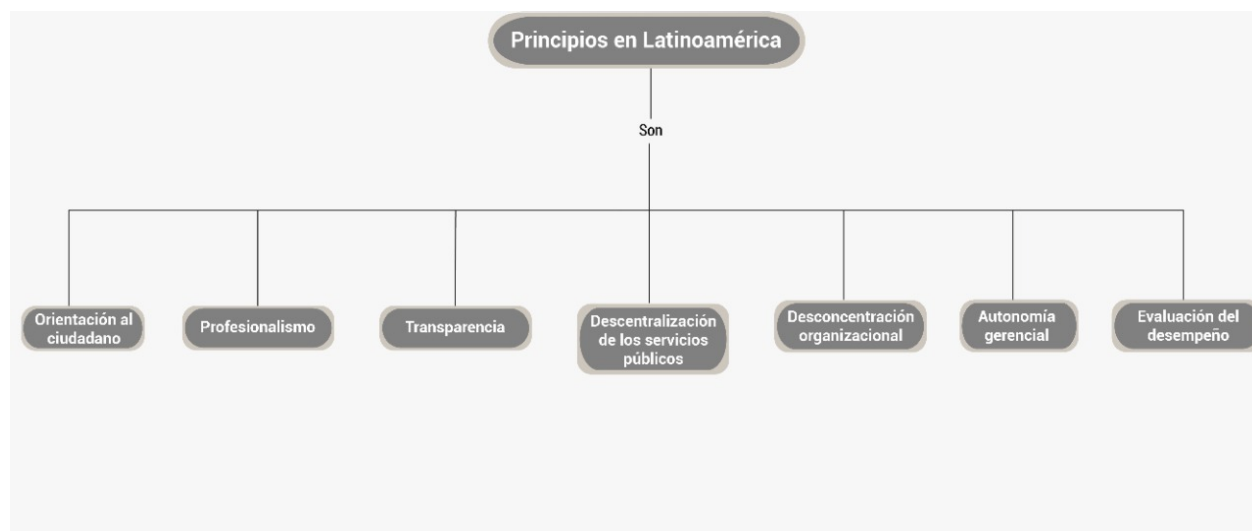 Principios en Latinoamérica
Son
Orientación al
ciudadano
Profesionalismo
Transparencia
Descentralización
de los servicios
públicos
Desconcentración
organizacional
Autonomía
gerencial
Evaluación del
desempeño